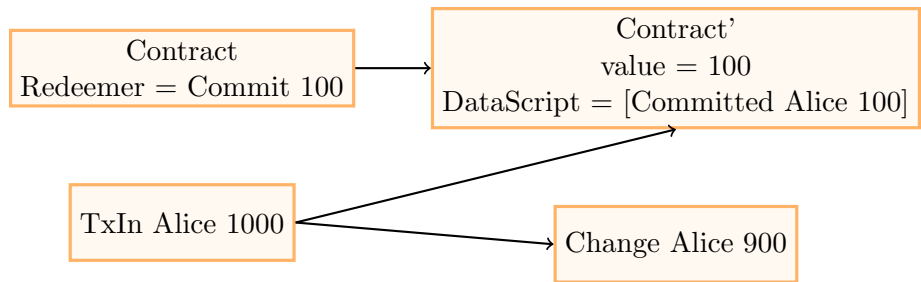 Contract
Redeemer = Commit 100
Contract'
value = 100
DataScript = [Committed Alice 100]
TxIn Alice 1000
Change Alice 900